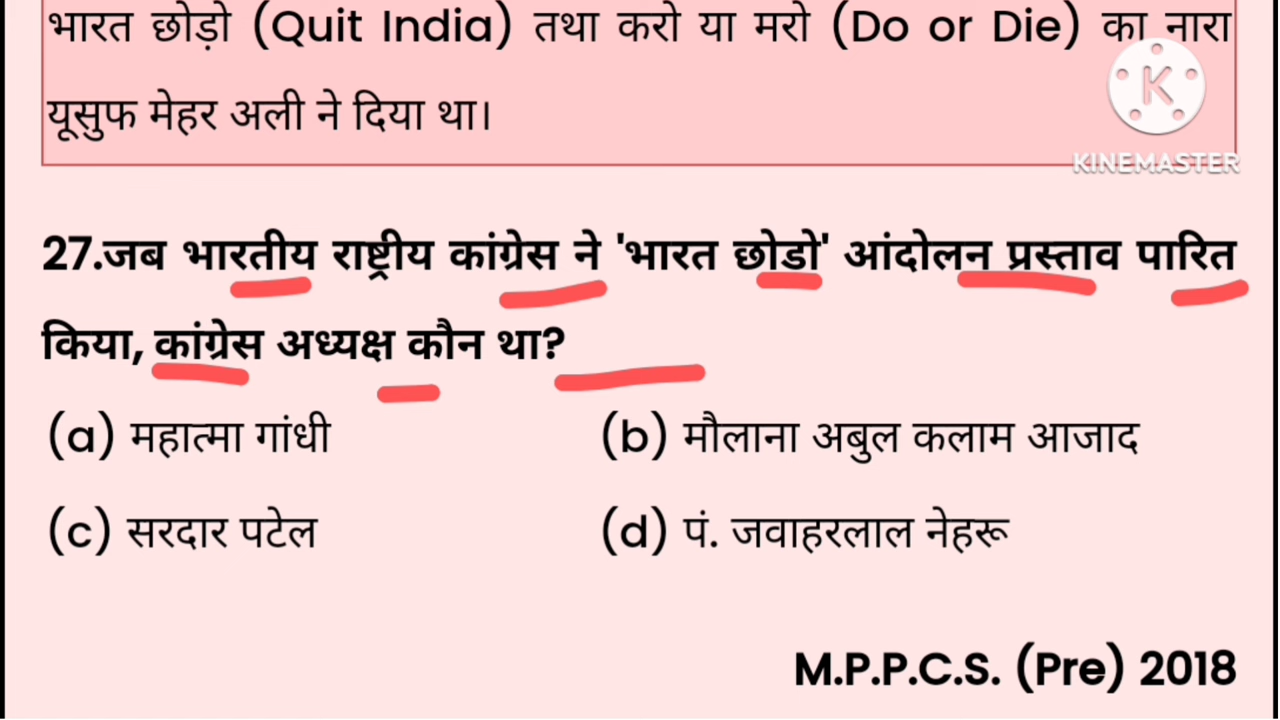 भारत छोड़ो (Quit India) तथा करो या मरो (Do or Die) का नारा
यूसुफ मेहर अली ने दिया था।
K
KINEMASTER
27.जब भारतीय राष्ट्रीय कांग्रेस ने 'भारत छोडो' आंदोलन प्रस्ताव पारित
किया, कांग्रेस अध्यक्ष कौन था?
(a) महात्मा गांधी (b) मौलाना अबुल कलाम आजाद
(c) सरदार पटेल (d) पं. जवाहरलाल नेहरू
M.P.P.C.S. (Pre) 2018